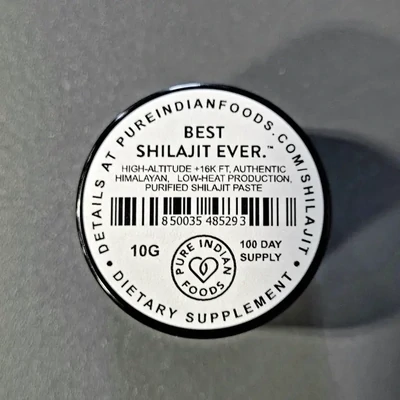 • DETAILS AT PUREINDIANFOODS.COM/SHILAJIT •
BEST
SHILAJIT EVER.™
HIGH-ALTITUDE +16K FT, AUTHENTIC
HIMALAYAN, LOW-HEAT PRODUCTION,
PURIFIED SHILAJIT PASTE
8 50035 48529 3
10G
PURE INDIAN
FOODS
100 DAY
SUPPLY
DIETARY SUPPLEMENT